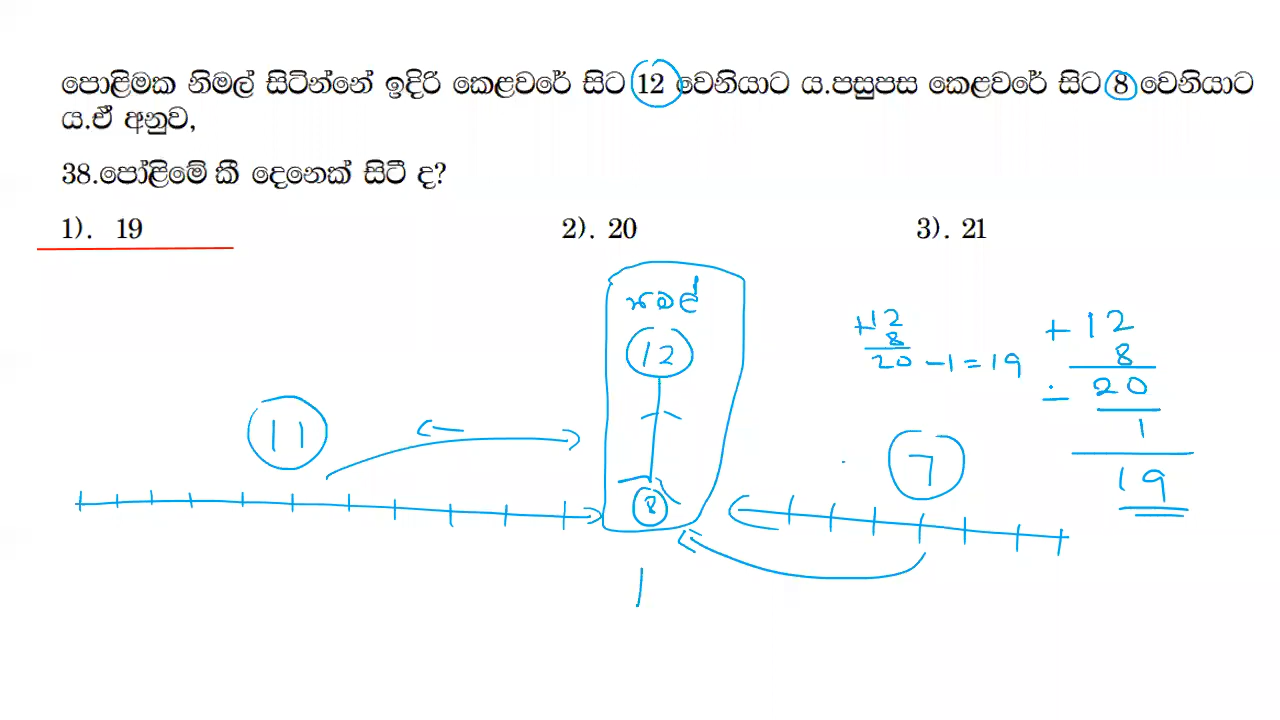 පොළිමක නිමල් සිටින්නේ ඉදිරි කෙළවරේ සිට 12 වෙනියාට ය.පසුපස කෙළවරේ සිට 8 වෙනියාට
ය.ඒ අනුව,
38.පෝළිමේ කී දෙනෙක් සිටී ද?
1). 19 2). 20 3). 21
12
+12
8
20 - 1 = 19
+ 12
8
20
-
1
19
11
7
8
1